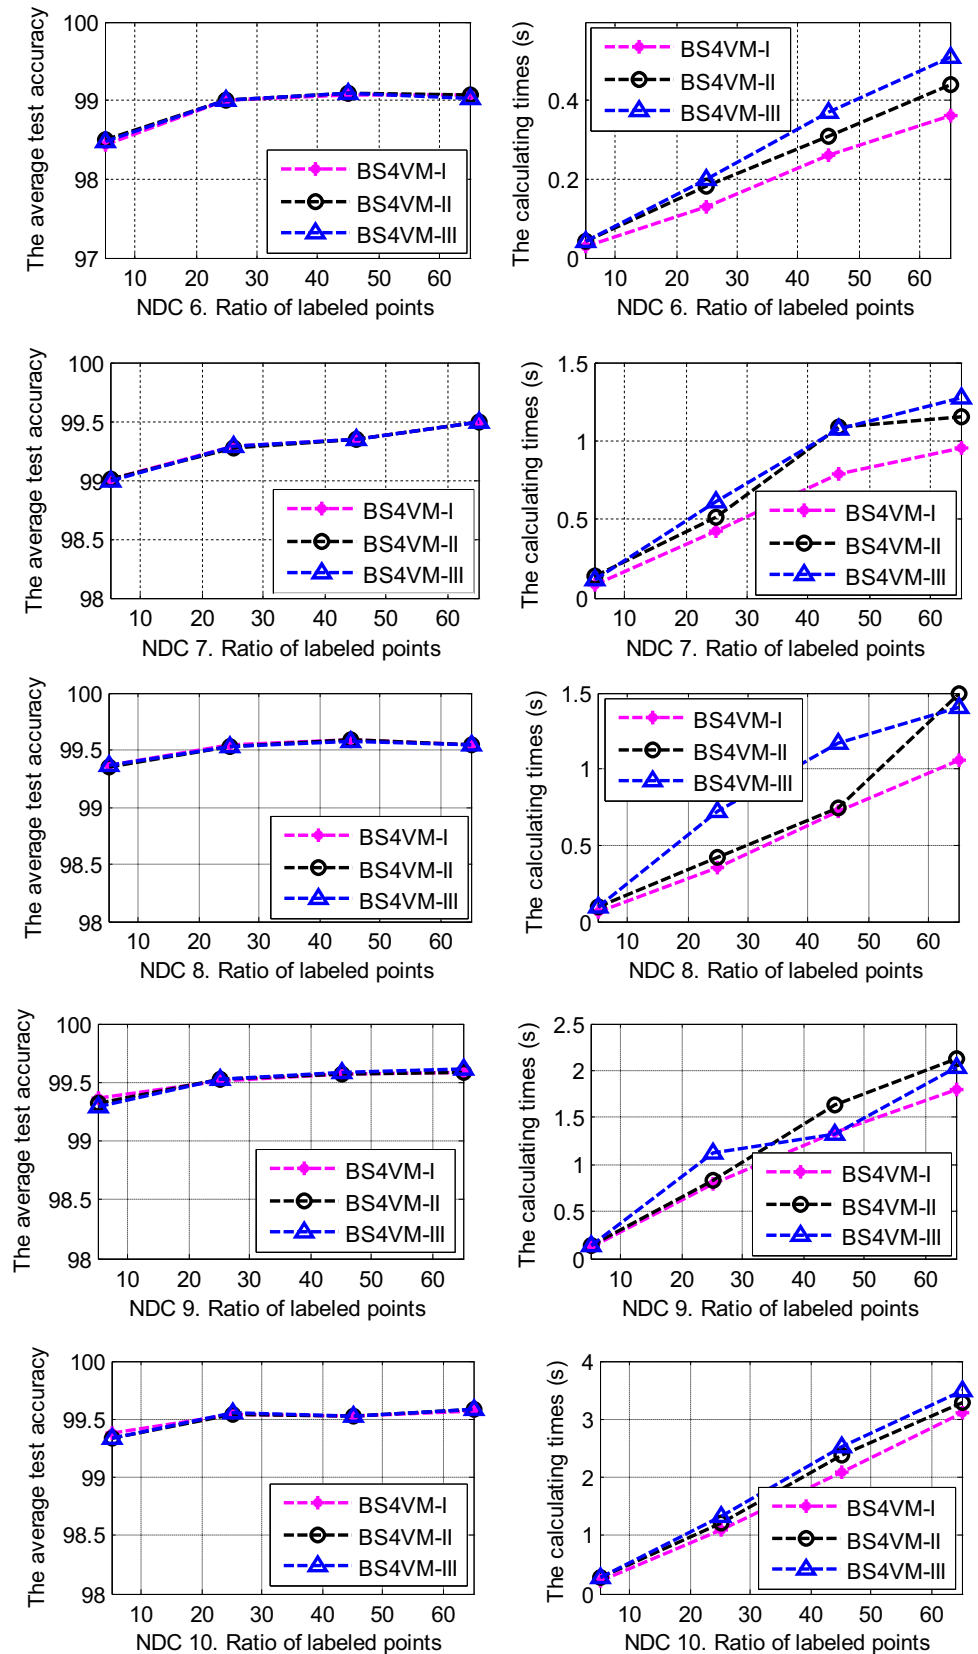 The average test accuracy
100
99
98
97
10 20 30 40 50 60
NDC 6. Ratio of labeled points
BS4VM-I
BS4VM-II
BS4VM-III
The calculating times (s)
0.4
0.2
0
10 20 30 40 50 60
NDC 6. Ratio of labeled points
BS4VM-I
BS4VM-II
BS4VM-III
The average test accuracy
100
99.5
99
98.5
98
10 20 30 40 50 60
NDC 7. Ratio of labeled points
BS4VM-I
BS4VM-II
BS4VM-III
The calculating times (s)
1.5
1
0.5
0
10 20 30 40 50 60
NDC 7. Ratio of labeled points
BS4VM-I
BS4VM-II
BS4VM-III
The average test accuracy
100
99.5
99
98.5
98
10 20 30 40 50 60
NDC 8. Ratio of labeled points
BS4VM-I
BS4VM-II
BS4VM-III
The calculating times (s)
1.5
1
0.5
0
10 20 30 40 50 60
NDC 8. Ratio of labeled points
BS4VM-I
BS4VM-II
BS4VM-III
The average test accuracy
100
99.5
99
98.5
98
10 20 30 40 50 60
NDC 9. Ratio of labeled points
BS4VM-I
BS4VM-II
BS4VM-III
The calculating times (s)
2.5
2
1.5
1
0.5
0
10 20 30 40 50 60
NDC 9. Ratio of labeled points
BS4VM-I
BS4VM-II
BS4VM-III
The average test accuracy
100
99.5
99
98.5
98
10 20 30 40 50 60
NDC 10. Ratio of labeled points
BS4VM-I
BS4VM-II
BS4VM-III
The calculating times (s)
4
3
2
1
0
10 20 30 40 50 60
NDC 10. Ratio of labeled points
BS4VM-I
BS4VM-II
BS4VM-III